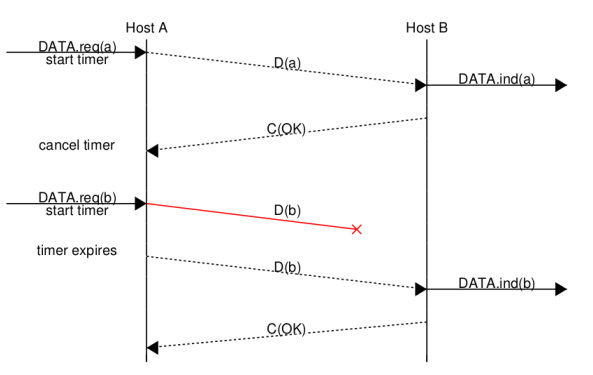 Host A
Host B
DATA.req(a)
start timer
D(a)
DATA.ind(a)
C(OK)
cancel timer
DATA.req(b)
start timer
D(b)
timer expires
D(b)
DATA.ind(b)
C(OK)